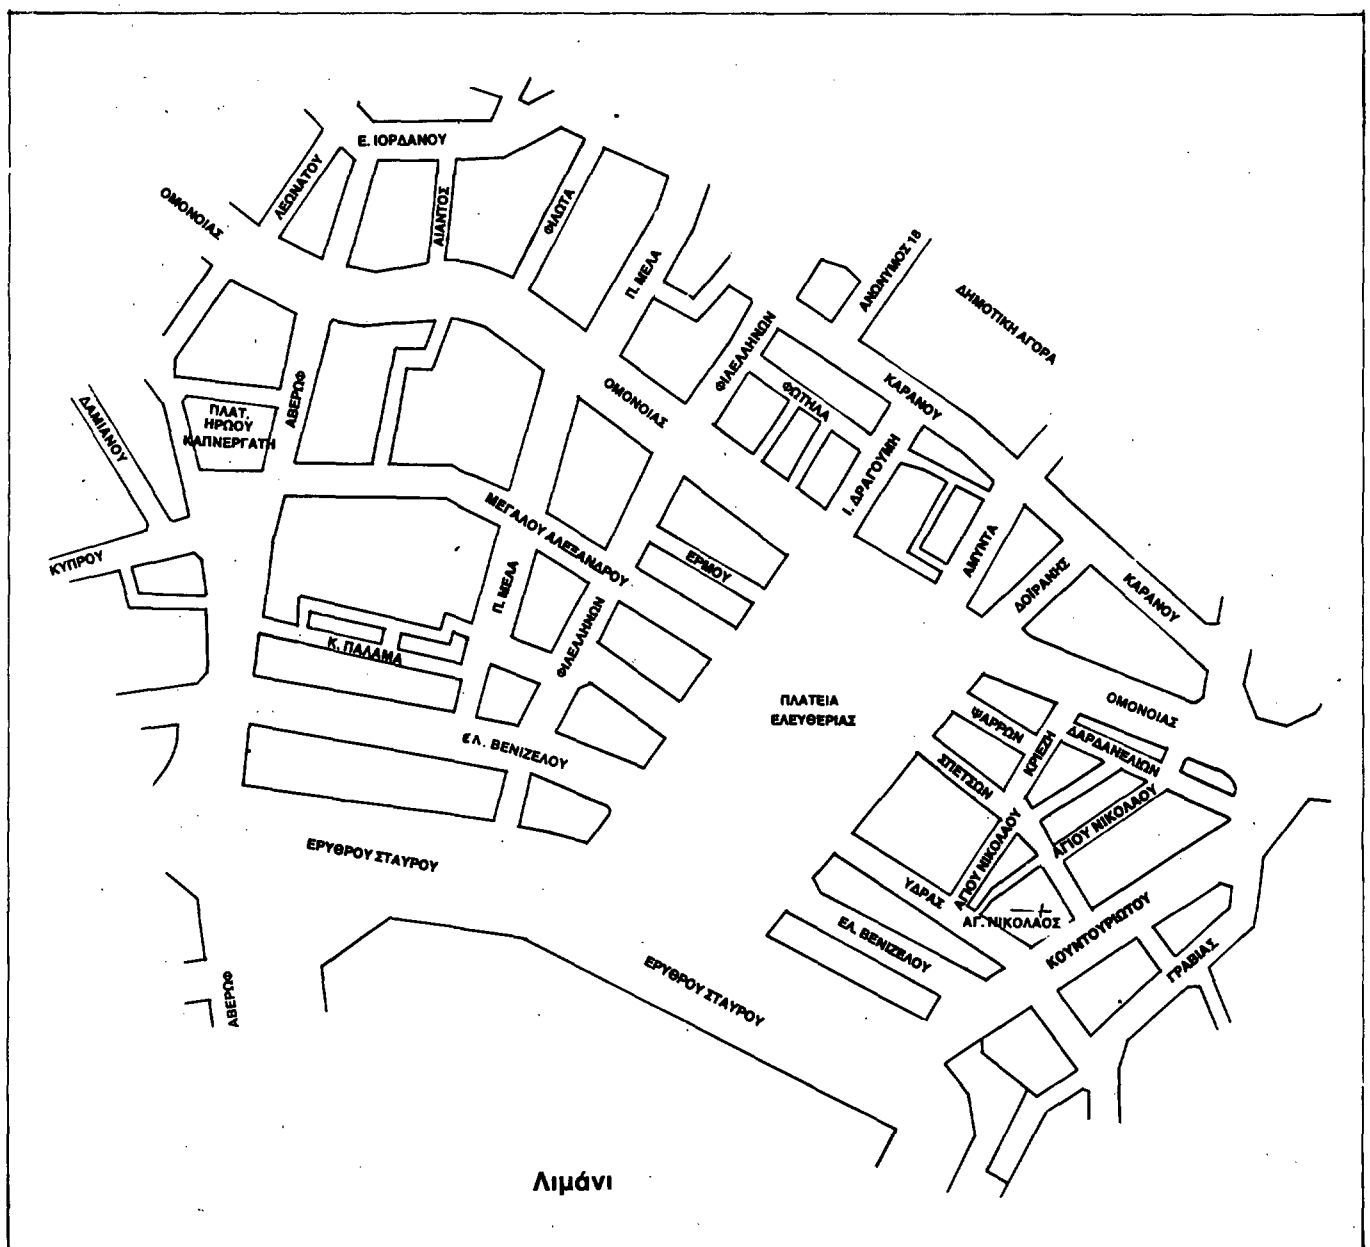 Ε. ΙΟΡΔΑΝΟΥ
ΛΕΩΝΑΤΟΥ
ΑΙΑΝΤΟΣ
ΦΙΛΩΤΑ
ΟΜΟΝΟΙΑΣ
Π. ΜΕΛΑ
ΑΝΩΝΥΜΟΣ 18
ΔΗΜΟΤΙΚΗ ΑΓΟΡΑ
ΦΙΛΕΛΛΗΝΩΝ
ΚΑΡΑΝΟΥ
ΦΩΤΗΛΑ
ΟΜΟΝΟΙΑΣ
ΑΒΕΡΩΦ
ΔΑΜΙΑΝΟΥ
ΠΛΑΤ.
ΗΡΩΟΥ
ΚΑΠΝΕΡΓΑΤΗ
Ι. ΔΡΑΓΟΥΜΗ
ΜΕΓΑΛΟΥ ΑΛΕΞΑΝΔΡΟΥ
ΕΡΜΟΥ
ΑΜΥΝΤΑ
ΔΟΪΡΑΝΗΣ
ΚΑΡΑΝΟΥ
ΚΥΠΡΟΥ
Π. ΜΕΛΑ
ΦΙΛΕΛΛΗΝΩΝ
Κ. ΠΑΛΑΜΑ
ΠΛΑΤΕΙΑ
ΕΛΕΥΘΕΡΙΑΣ
ΟΜΟΝΟΙΑΣ
ΨΑΡΡΩΝ
ΚΡΙΕΖΗ
ΔΑΡΔΑΝΕΛΙΩΝ
ΕΛ. ΒΕΝΙΖΕΛΟΥ
ΣΠΕΤΣΩΝ
ΑΓΙΟΥ ΝΙΚΟΛΑΟΥ
ΑΓΙΟΥ ΝΙΚΟΛΑΟΥ
ΕΡΥΘΡΟΥ ΣΤΑΥΡΟΥ
ΥΔΡΑΣ
ΑΓ. ΝΙΚΟΛΑΟΣ
ΕΛ. ΒΕΝΙΖΕΛΟΥ
ΚΟΥΝΤΟΥΡΙΩΤΟΥ
ΓΡΑΒΙΑΣ
ΑΒΕΡΩΦ
ΕΡΥΘΡΟΥ ΣΤΑΥΡΟΥ
Λιμάνι